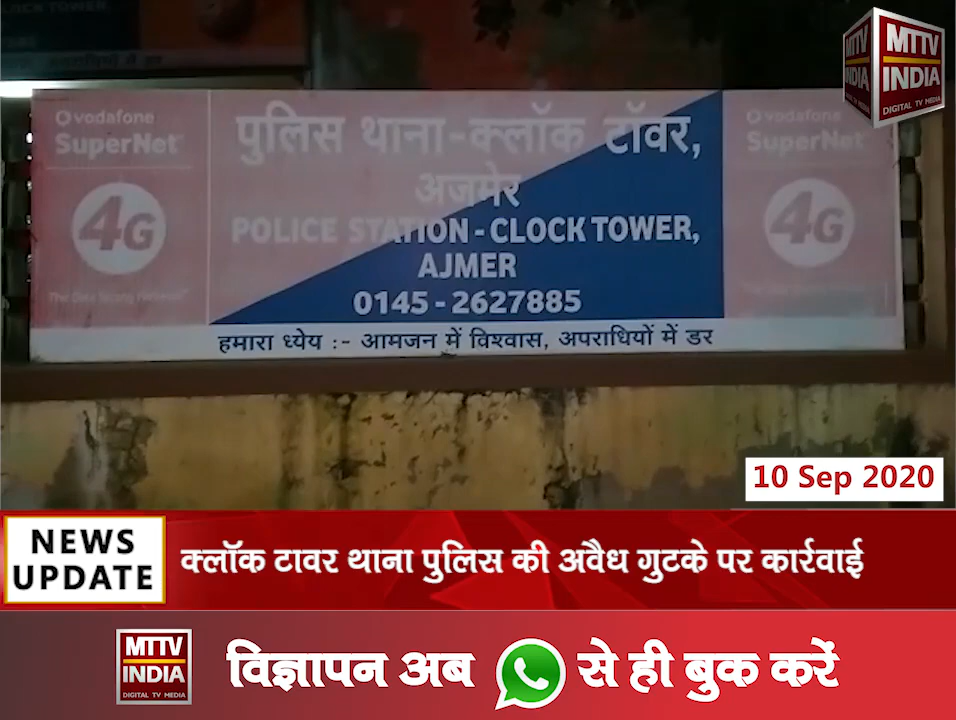 LOCK TOWER
MTTV
INDIA
DIGITAL TV MEDIA
vodafone
SuperNet
4G
पुलिस थाना-क्लॉक टॉवर,
अजमेर
POLICE STATION - CLOCK TOWER,
AJMER
0145 - 2627885
vodafone
SuperNet
4G
हमारा ध्येय :- आमजन में विश्वास, अपराधियों में डर
10 Sep 2020
NEWS
UPDATE
क्लॉक टावर थाना पुलिस की अवैध गुटके पर कार्रवाई
MTTV
INDIA
DIGITAL TV MEDIA
विज्ञापन अब से ही बुक करें